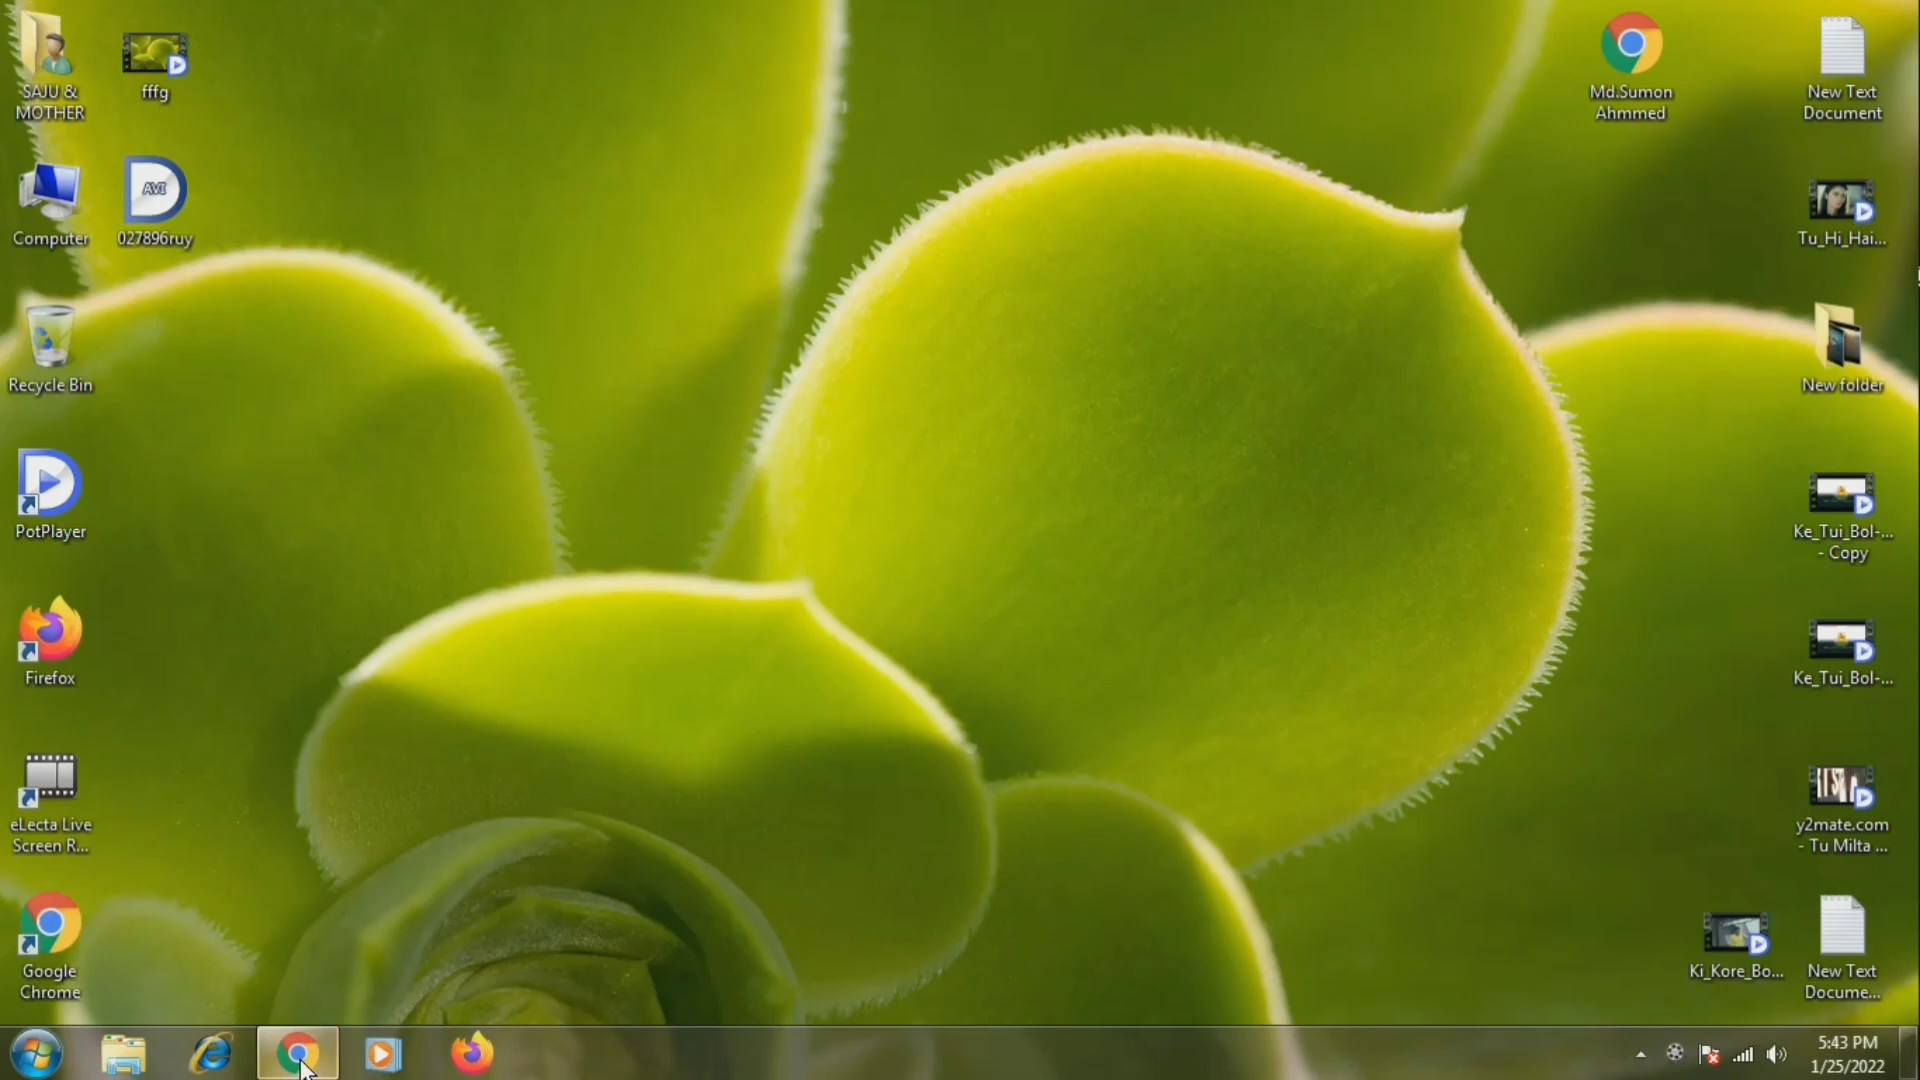 SAJU &
MOTHER
fffg
Computer
AVI
027896ruy
Recycle Bin
PotPlayer
Firefox
eLecta Live
Screen R...
Google
Chrome
Md.Sumon
Ahmmed
New Text
Document
Tu_Hi_Hai...
New folder
Ke_Tui_Bol-...
- Copy
Ke_Tui_Bol-...
y2mate.com
- Tu Milta ...
Ki_Kore_Bo...
New Text
Docume...
5:43 PM
1/25/2022